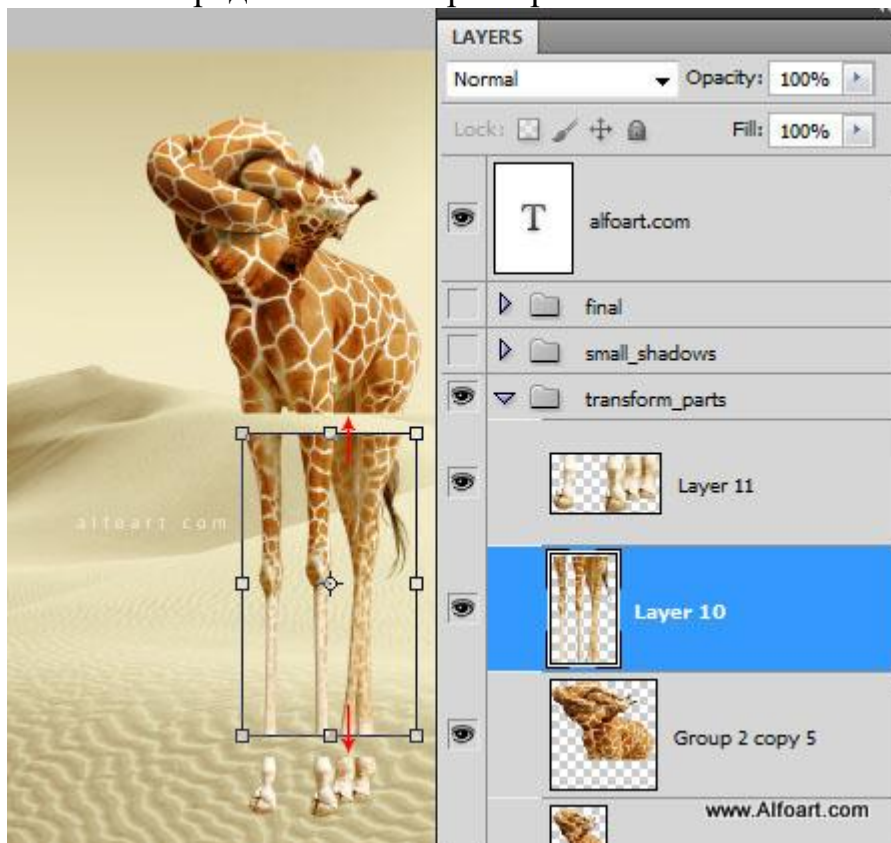 LAYERS
Normal Opacity: 100%
Lock: Fill: 100%
T alfoart.com
final
small_shadows
transform_parts
Layer 11
alfoart com
Layer 10
Group 2 copy 5
www.Alfoart.com